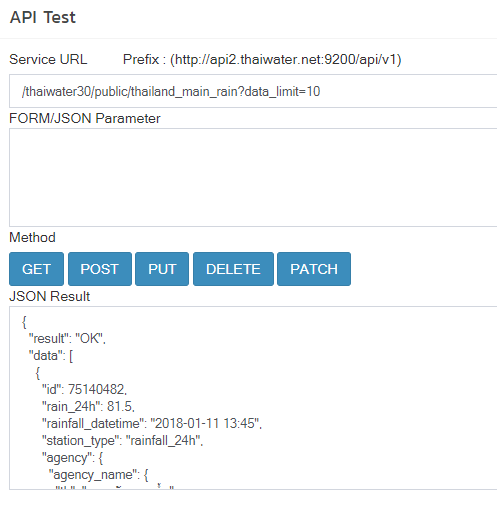 API Test
Service URL Prefix : (http://api2.thaiwater.net:9200/api/v1)
/thaiwater30/public/thailand_main_rain?data_limit=10
FORM/JSON Parameter
Method
GET POST PUT DELETE PATCH
JSON Result
{
"result": "OK",
"data": [
{
"id": 75140482,
"rain_24h": 81.5,
"rainfall_datetime": "2018-01-11 13:45",
"station_type": "rainfall_24h",
"agency": {
"agency_name": {